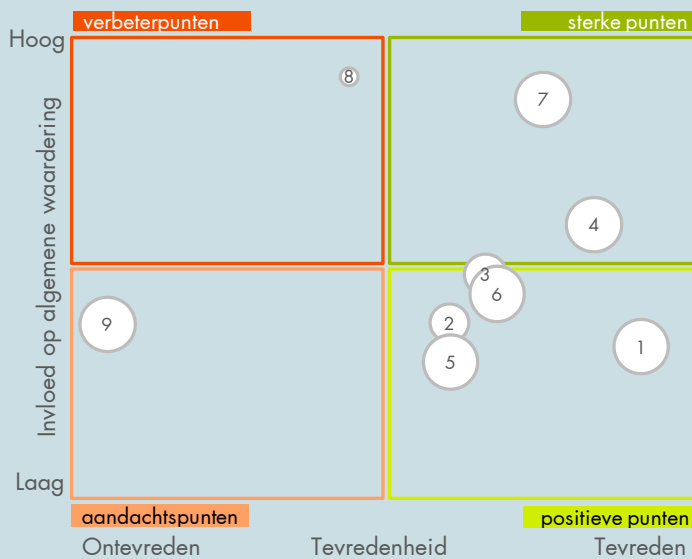 verbeterpunten
sterke punten
Hoog
Invloed op algemene waardering
8
7
4
3
6
9
2
1
5
Laag
aandachtspunten
positieve punten
Ontevreden
Tevredenheid
Tevreden